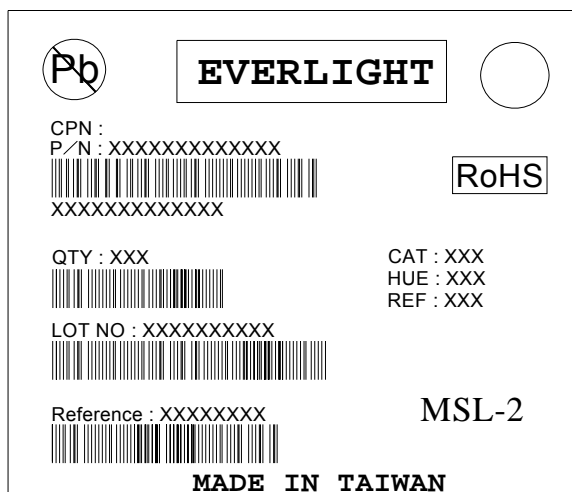 Pb
EVERLIGHT
CPN :
P／N : XXXXXXXXXXXXX
RoHS
XXXXXXXXXXXXX
QTY : XXX
CAT : XXX
HUE : XXX
REF : XXX
LOT NO : XXXXXXXXXX
Reference : XXXXXXXX
MSL-2
MADE IN TAIWAN